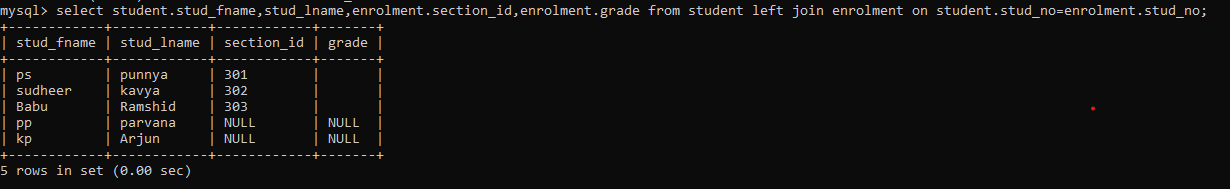 mysql> select student.stud_fname,stud_lname,enrolment.section_id,enrolment.grade from student left join enrolment on student.stud_no=enrolment.stud_no;
+------------+------------+------------+-------+
| stud_fname | stud_lname | section_id | grade |
+------------+------------+------------+-------+
| ps         | punnya     | 301        |       |
| sudheer    | kavya      | 302        |       |
| Babu       | Ramshid    | 303        |       |
| pp         | parvana    | NULL       | NULL  |
| kp         | Arjun      | NULL       | NULL  |
+------------+------------+------------+-------+
5 rows in set (0.00 sec)